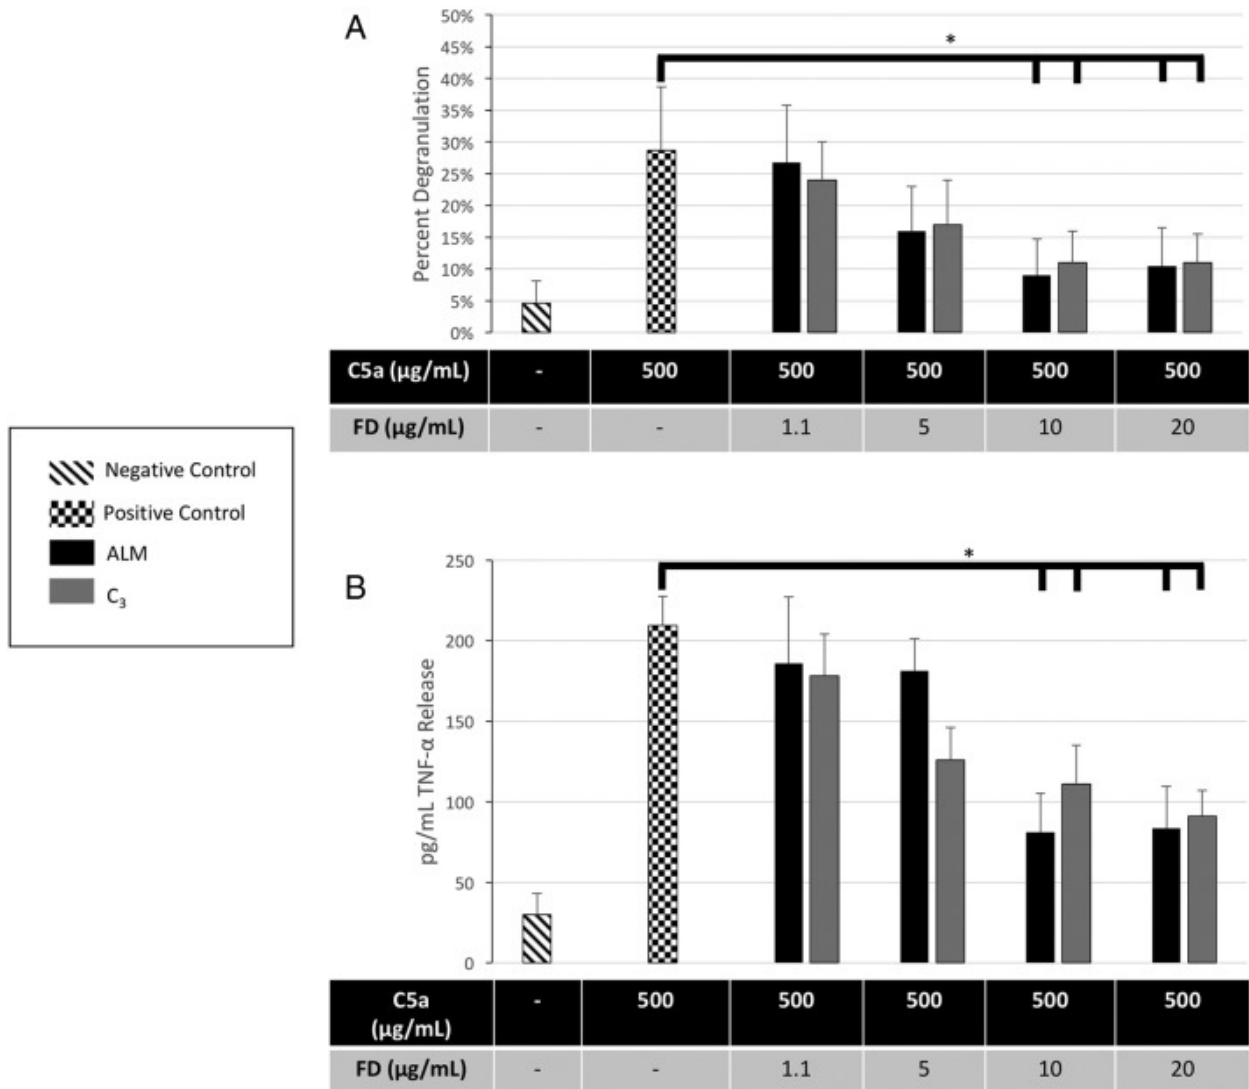 A
*
50%
45%
40%
35%
30%
25%
20%
15%
10%
5%
0%
Percent Degranulation
C5a (µg/mL) - 500 500 500 500 500
FD (µg/mL) - - 1.1 5 10 20
Negative Control
Positive Control
ALM
C₃
B
*
250
200
150
100
50
0
pg/mL TNF-α Release
C5a
(µg/mL) - 500 500 500 500 500
FD (µg/mL) - - 1.1 5 10 20